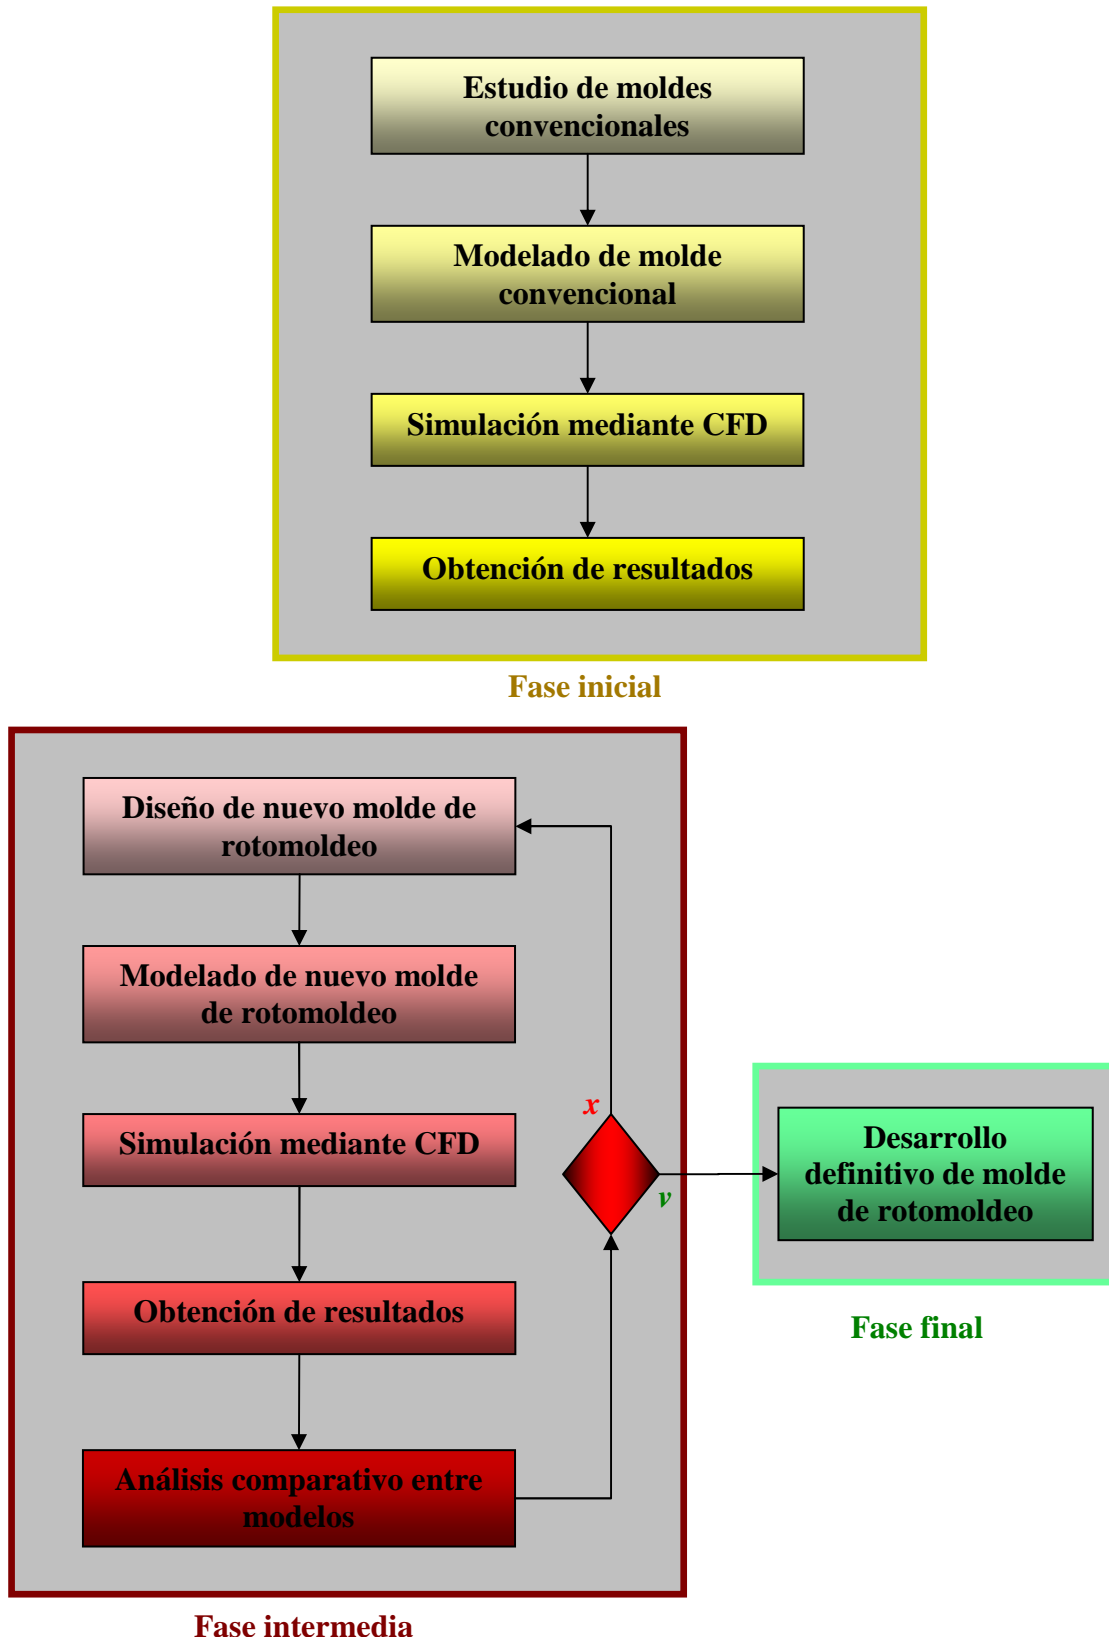 Estudio de moldes
convencionales
Modelado de molde
convencional
Simulación mediante CFD
Obtención de resultados
Fase inicial
Diseño de nuevo molde de
rotomoldeo
Modelado de nuevo molde
de rotomoldeo
Simulación mediante CFD
Obtención de resultados
Análisis comparativo entre
modelos
x
v
Fase intermedia
Desarrollo
definitivo de molde
de rotomoldeo
Fase final